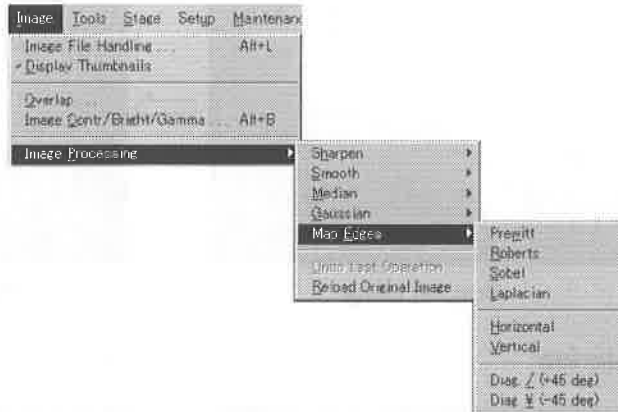 Image Tools Stage Setup Maintenanc
Image File Handling ... Alt+L
Display Thumbnails
Overlap ...
Image Contr/Bright/Gamma ... Alt+B
Image Processing
Sharpen
Smooth
Median
Gaussian
Map Edges
Undo Last Operation
Reload Original Image
Prewitt
Roberts
Sobel
Laplacian
Horizontal
Vertical
Diag / (+45 deg)
Diag ¥ (-45 deg)